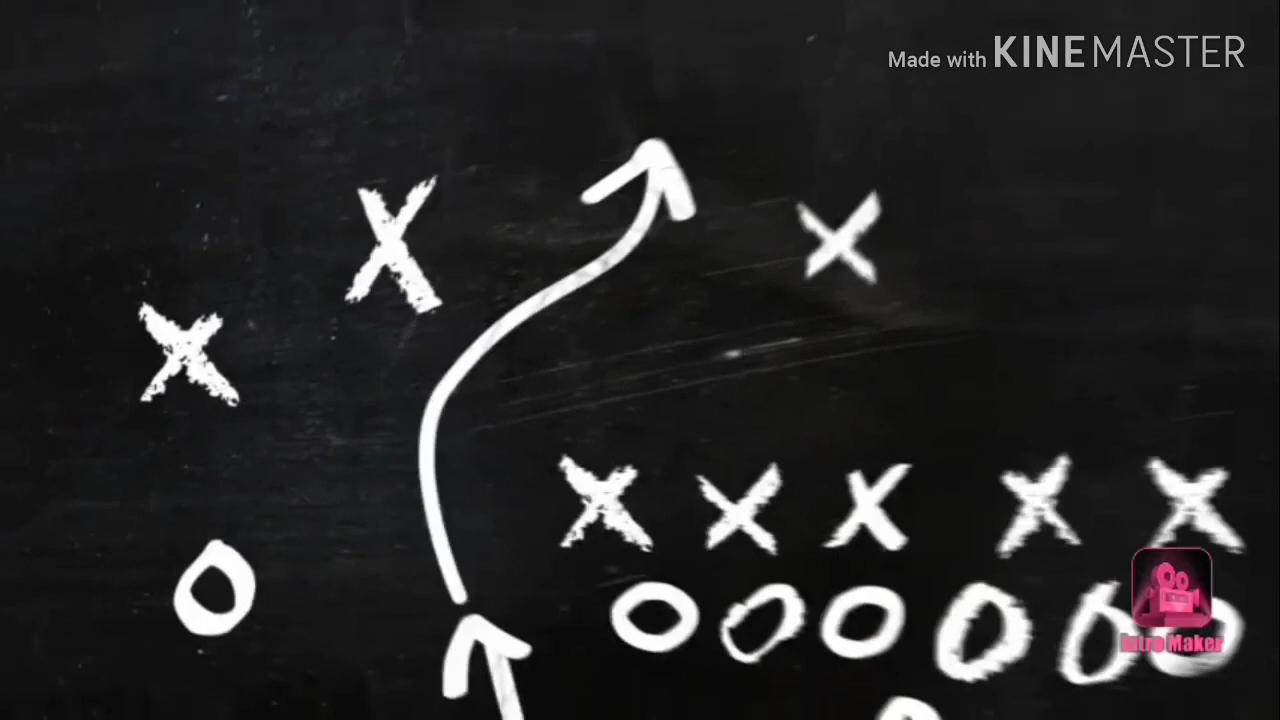 Made with KINEMASTER
X
X
X
X X X X X
O
O O O O O O
Intro Maker